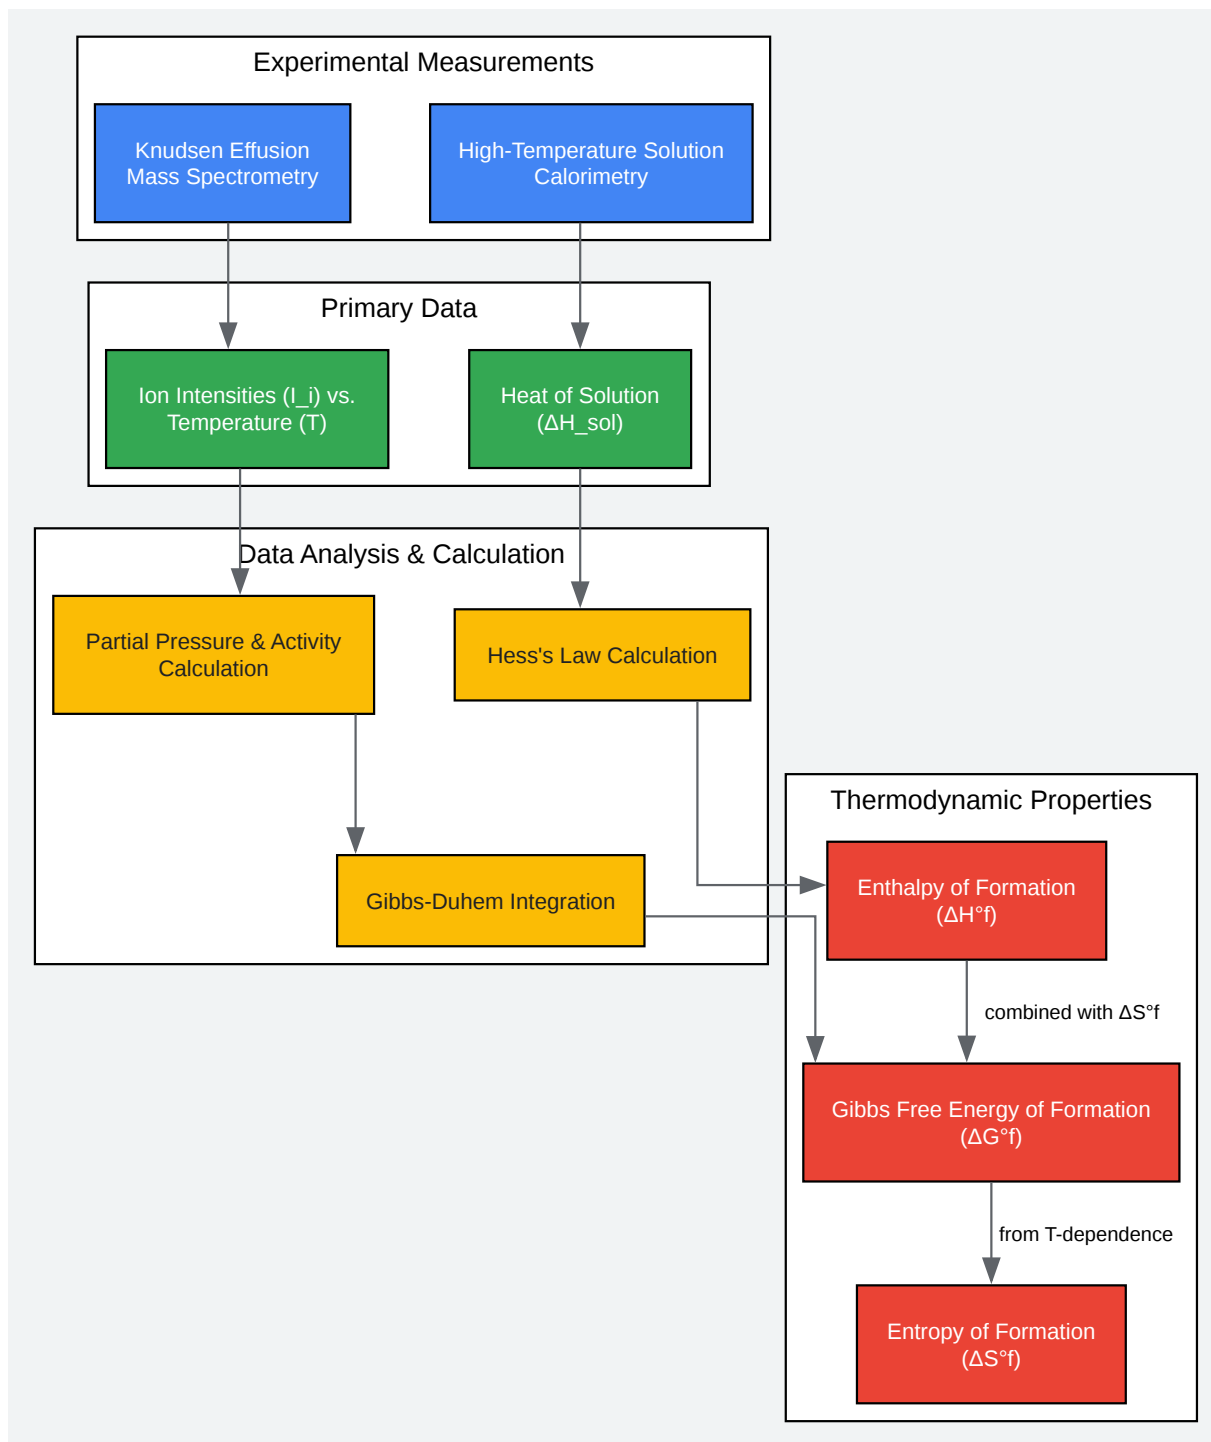 Experimental Measurements
Knudsen Effusion
Mass Spectrometry
High-Temperature Solution
Calorimetry
Primary Data
Ion Intensities (I_i) vs.
Temperature (T)
Heat of Solution
(ΔH_sol)
Data Analysis & Calculation
Partial Pressure & Activity
Calculation
Hess's Law Calculation
Gibbs-Duhem Integration
Thermodynamic Properties
Enthalpy of Formation
(ΔH°f)
combined with ΔS°f
Gibbs Free Energy of Formation
(ΔG°f)
from T-dependence
Entropy of Formation
(ΔS°f)